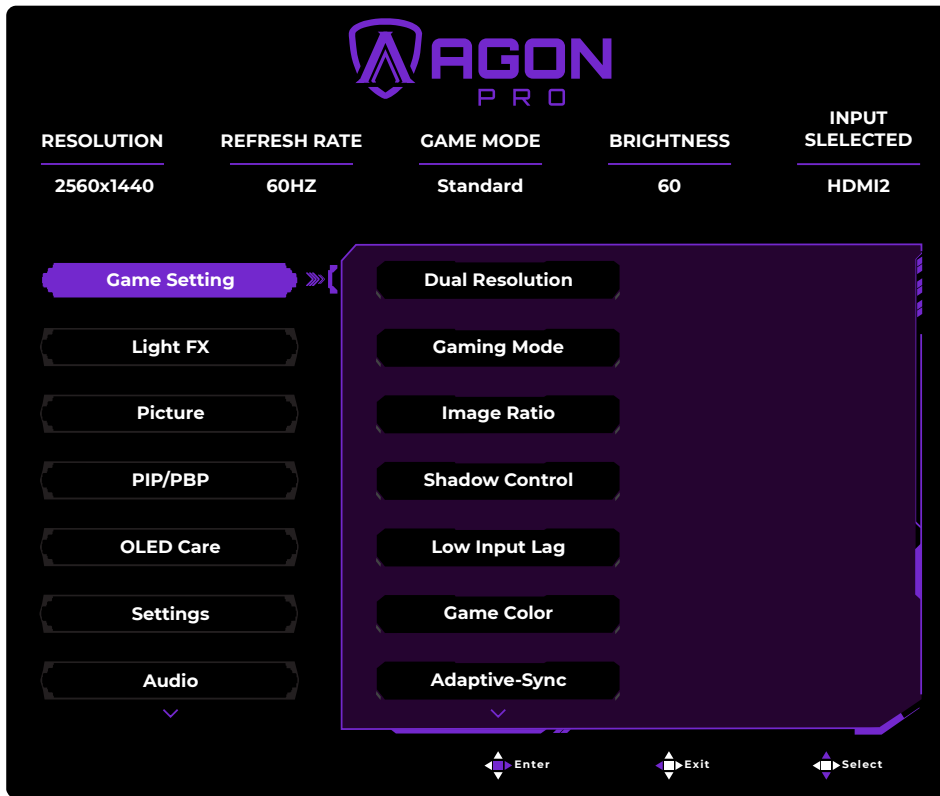 AGON
PRO
RESOLUTION
REFRESH RATE
GAME MODE
BRIGHTNESS
INPUT
SLELECTED
2560x1440
60HZ
Standard
60
HDMI2
Game Setting
Light FX
Picture
PIP/PBP
OLED Care
Settings
Audio
Dual Resolution
Gaming Mode
Image Ratio
Shadow Control
Low Input Lag
Game Color
Adaptive-Sync
Enter
Exit
Select